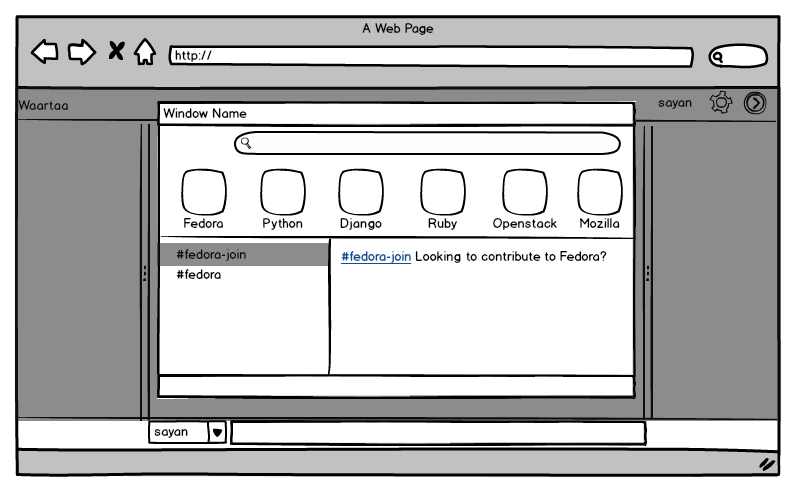 A Web Page
http://
Waartaa
sayan
Window Name
Fedora Python Django Ruby Openstack Mozilla
#fedora-join
#fedora-join Looking to contribute to Fedora?
#fedora
sayan